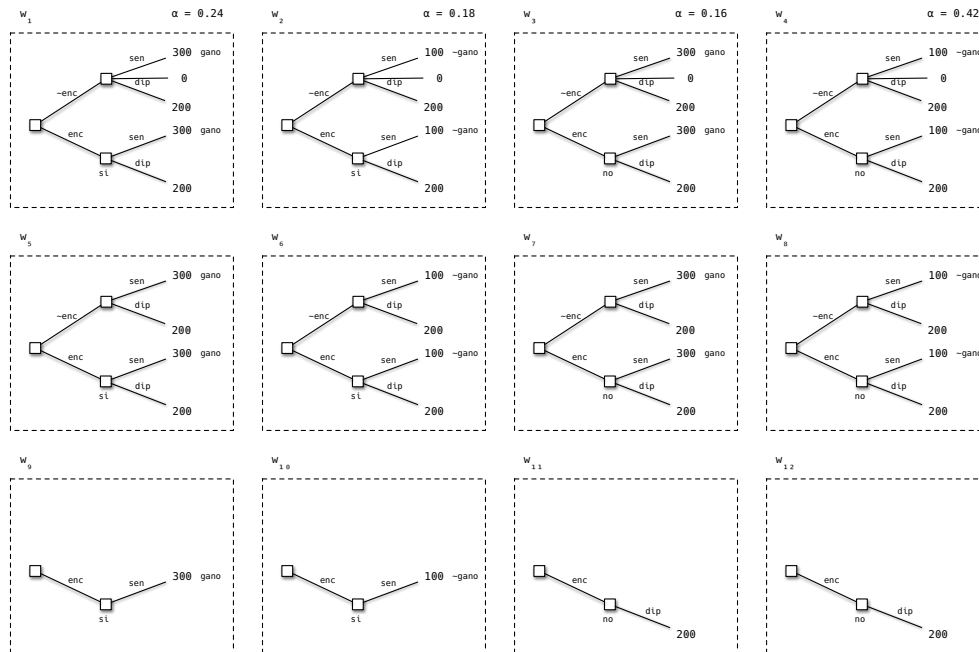 w1 α = 0.24 w2 α = 0.18 w3 α = 0.16 w4 α = 0.42
sen 300 gano sen 100 ~gano sen 300 gano sen 100 ~gano
0 0 0 0
~enc dip 200 ~enc dip 200 ~enc dip 200 ~enc dip 200
enc sen 300 gano enc sen 100 ~gano enc sen 300 gano enc sen 100 ~gano
dip dip dip dip
si 200 si 200 no 200 no 200
w5 w6 w7 w8
sen 300 gano sen 100 ~gano sen 300 gano sen 100 ~gano
~enc dip 200 ~enc dip 200 ~enc dip 200 ~enc dip 200
enc sen 300 gano enc sen 100 ~gano enc sen 300 gano enc sen 100 ~gano
dip dip dip dip
si 200 si 200 no 200 no 200
w9 w10 w11 w12
enc sen 300 gano enc sen 100 ~gano enc enc
si si no dip 200 no dip 200